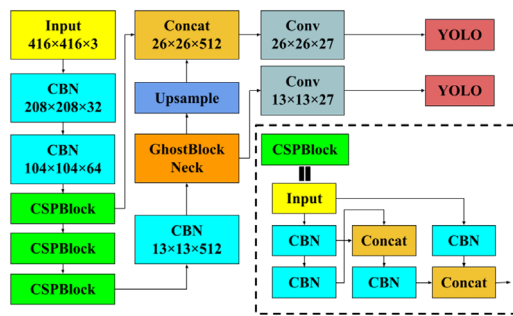 Input
416×416×3
CBN
208×208×32
CBN
104×104×64
CSPBlock
CSPBlock
CSPBlock
Concat
26×26×512
Upsample
GhostBlock
Neck
CBN
13×13×512
Conv
26×26×27
Conv
13×13×27
YOLO
YOLO
CSPBlock
Input
CBN
Concat
CBN
CBN
CBN
Concat